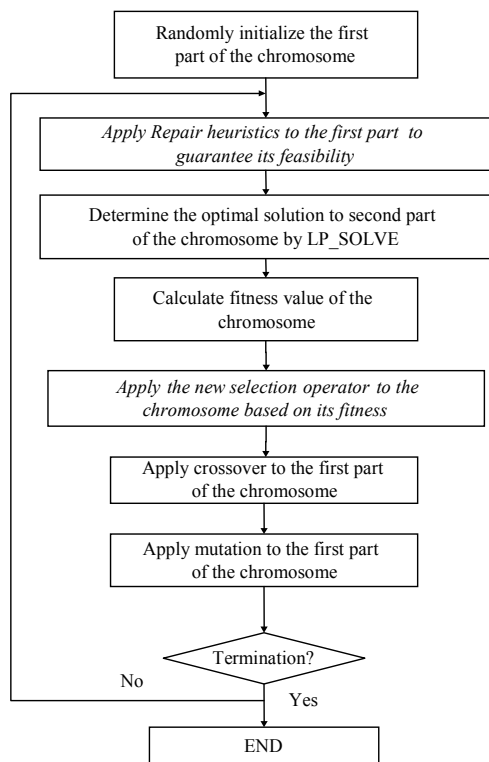 Randomly initialize the first
part of the chromosome
Apply Repair heuristics to the first part to
guarantee its feasibility
Determine the optimal solution to second part
of the chromosome by LP_SOLVE
Calculate fitness value of the
chromosome
Apply the new selection operator to the
chromosome based on its fitness
Apply crossover to the first part
of the chromosome
Apply mutation to the first part
of the chromosome
Termination?
No
Yes
END